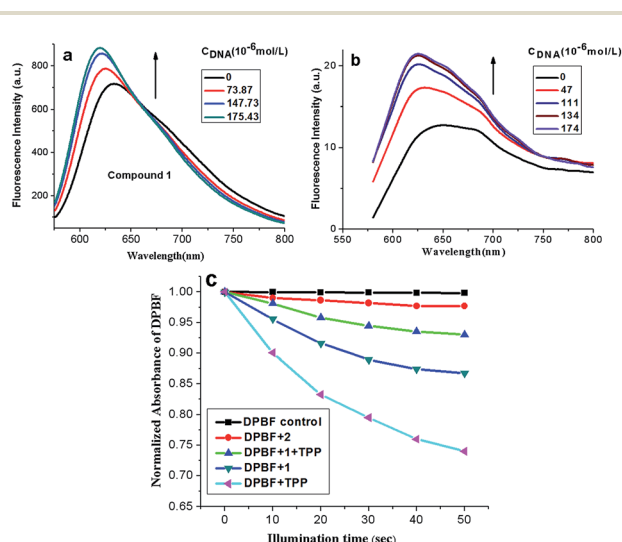 a
C_DNA(10^-6mol/L)
0
73.87
147.73
175.43
Compound 1
Fluorescence Intensity (a.u.)
800
600
400
200
600
650
700
750
800
Wavelength(nm)
b
C_DNA(10^-6mol/L)
0
47
111
134
174
Fluorescence Intensity (a.u.)
20
10
0
550
600
650
700
750
800
Wavelength(nm)
c
Normalized Absorbance of DPBF
1.00
0.95
0.90
0.85
0.80
0.75
0.70
0.65
DPBF control
DPBF+2
DPBF+1+TPP
DPBF+1
DPBF+TPP
0
10
20
30
40
50
Illumination time (sec)